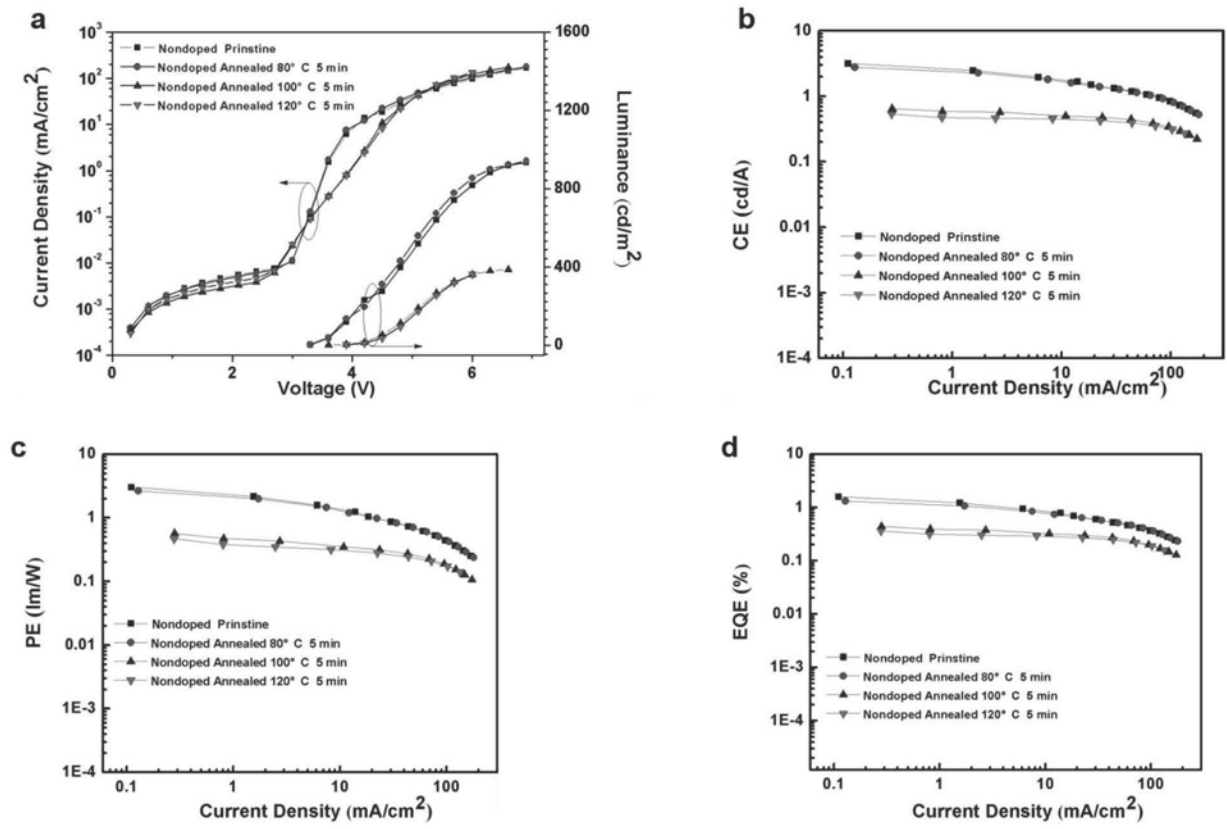 a
Nondoped Prinstine
Nondoped Annealed 80° C 5 min
Nondoped Annealed 100° C 5 min
Nondoped Annealed 120° C 5 min
Current Density (mA/cm²)
10³
10²
10¹
10⁰
10⁻¹
10⁻²
10⁻³
10⁻⁴
0 2 4 6
Voltage (V)
1600
1200
800
400
0
Luminance (cd/m²)
b
CE (cd/A)
10
1
0.1
0.01
1E-3
1E-4
Nondoped Prinstine
Nondoped Annealed 80° C 5 min
Nondoped Annealed 100° C 5 min
Nondoped Annealed 120° C 5 min
0.1 1 10 100
Current Density (mA/cm²)
c
PE (lm/W)
10
1
0.1
0.01
1E-3
1E-4
Nondoped Prinstine
Nondoped Annealed 80° C 5 min
Nondoped Annealed 100° C 5 min
Nondoped Annealed 120° C 5 min
0.1 1 10 100
Current Density (mA/cm²)
d
EQE (%)
10
1
0.1
0.01
1E-3
1E-4
Nondoped Prinstine
Nondoped Annealed 80° C 5 min
Nondoped Annealed 100° C 5 min
Nondoped Annealed 120° C 5 min
0.1 1 10 100
Current Density (mA/cm²)